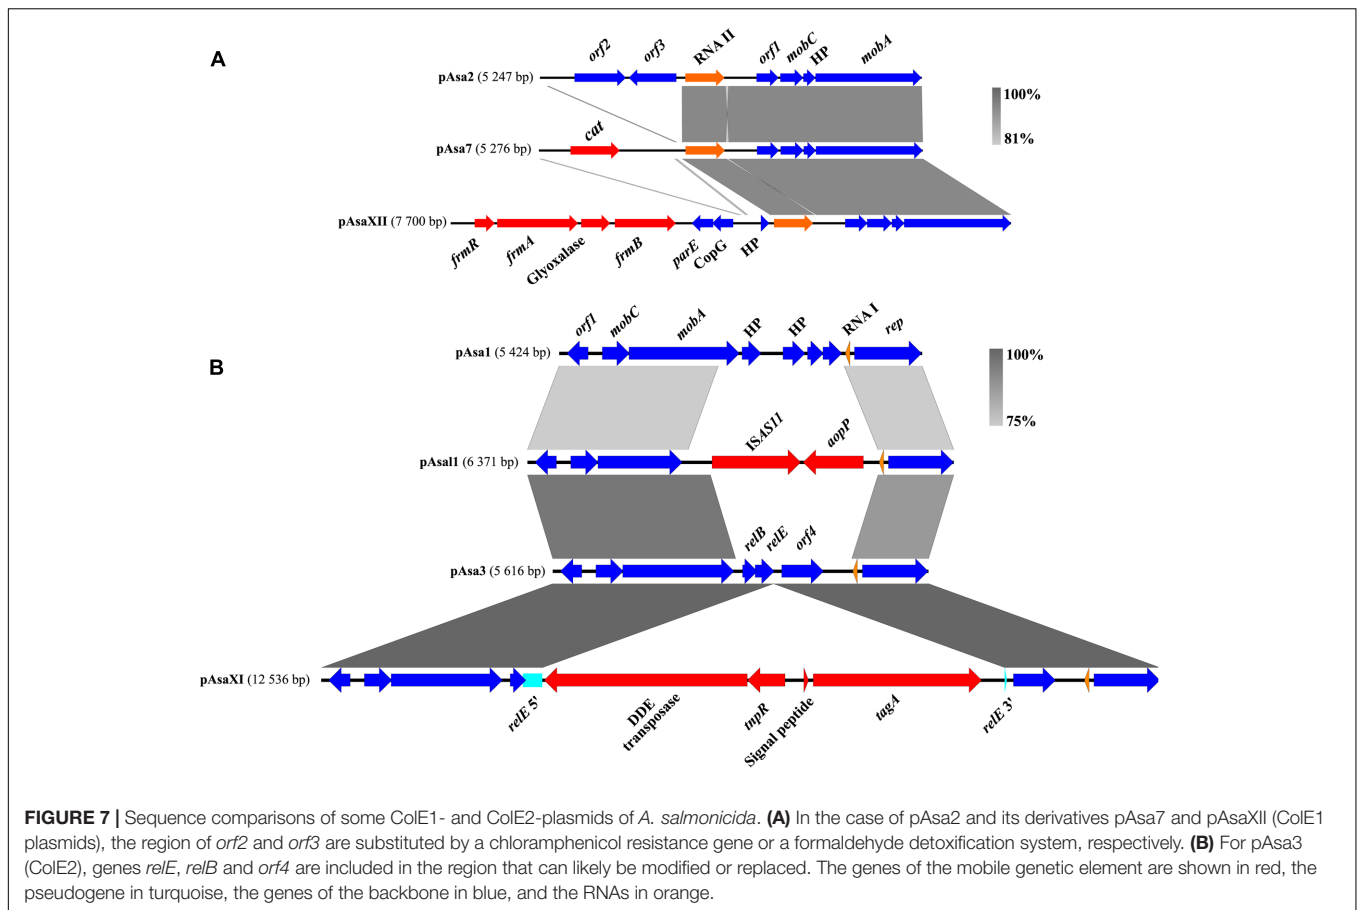 A
orf2 orf3 RNA II orf1 mobC HP mobA
pAsa2 (5 247 bp)
100%
81%
cat
pAsa7 (5 276 bp)
pAsaXII (7 700 bp)
frmR frmA Glyoxalase frmB parE CopG HP
orf1 mobC mobA HP HP RNA I rep
B
pAsa1 (5 424 bp)
100%
75%
ISAS11 aopP
pAsal1 (6 371 bp)
relB relE orf4
pAsa3 (5 616 bp)
pAsaXI (12 536 bp)
relE 5' DDE transposase tnpR Signal peptide tagA relE 3'
FIGURE 7 | Sequence comparisons of some ColE1- and ColE2-plasmids of A. salmonicida. (A) In the case of pAsa2 and its derivatives pAsa7 and pAsaXII (ColE1
plasmids), the region of orf2 and orf3 are substituted by a chloramphenicol resistance gene or a formaldehyde detoxification system, respectively. (B) For pAsa3
(ColE2), genes relE, relB and orf4 are included in the region that can likely be modified or replaced. The genes of the mobile genetic element are shown in red, the
pseudogene in turquoise, the genes of the backbone in blue, and the RNAs in orange.